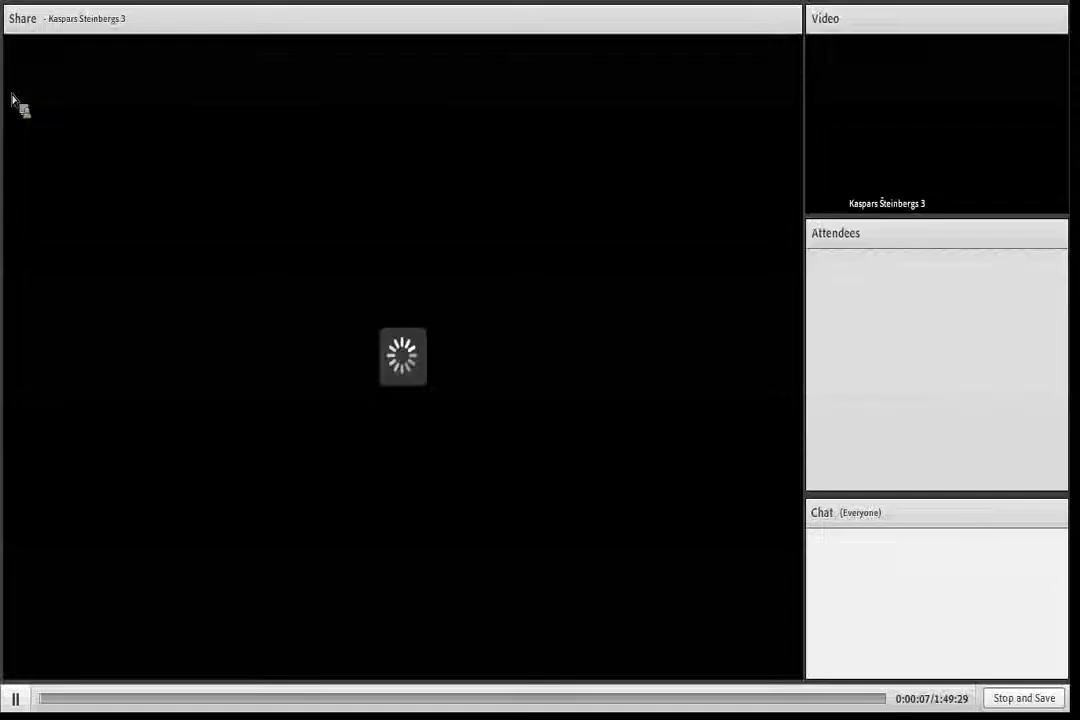 Share - Kaspars Šteinbergs 3
Video
Kaspars Šteinbergs 3
Attendees
Chat (Everyone)
0:00:07/1:49:29
Stop and Save